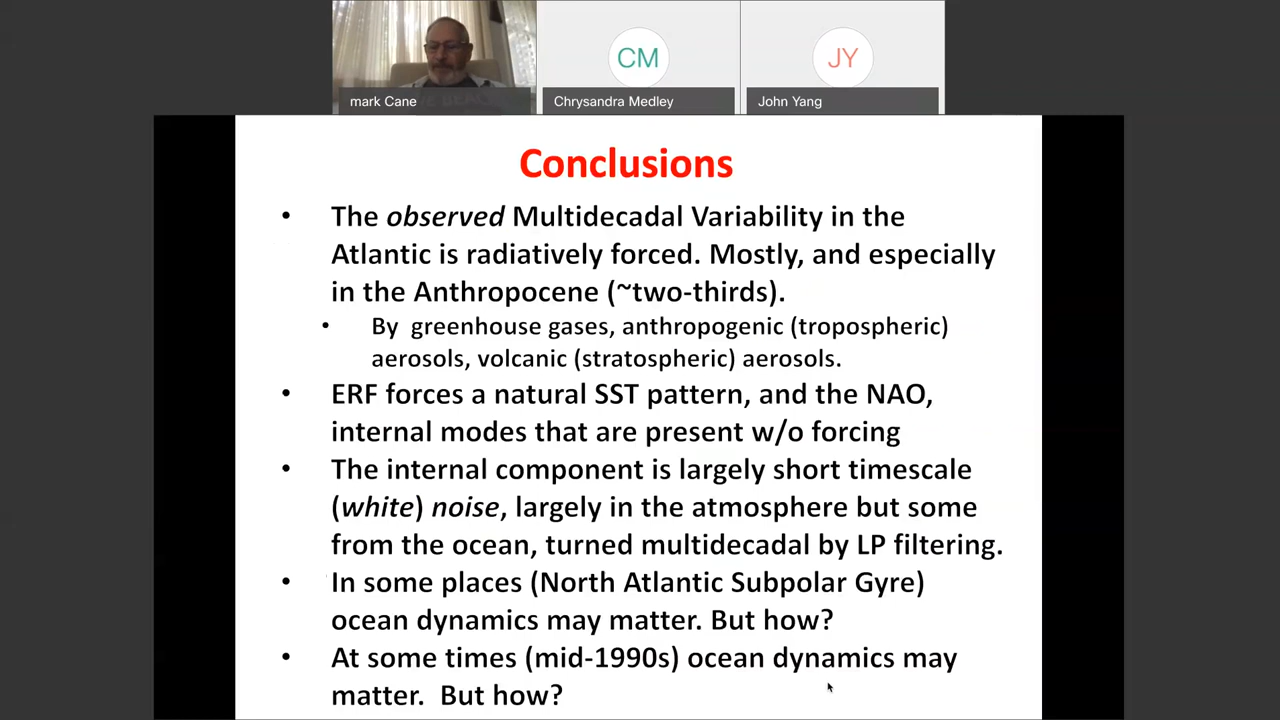 CM
JY
mark Cane
Chrysandra Medley
John Yang
Conclusions
• The observed Multidecadal Variability in the
Atlantic is radiatively forced. Mostly, and especially
in the Anthropocene (~two-thirds).
• By greenhouse gases, anthropogenic (tropospheric)
aerosols, volcanic (stratospheric) aerosols.
• ERF forces a natural SST pattern, and the NAO,
internal modes that are present w/o forcing
• The internal component is largely short timescale
(white) noise, largely in the atmosphere but some
from the ocean, turned multidecadal by LP filtering.
• In some places (North Atlantic Subpolar Gyre)
ocean dynamics may matter. But how?
• At some times (mid-1990s) ocean dynamics may
matter. But how?